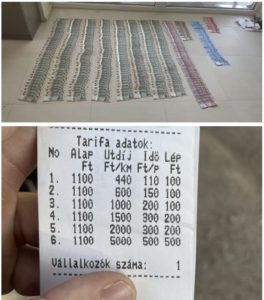 Tarifa adatok:
No Alap Útdíj Idö Lép
Ft Ft/km Ft/p Ft
1. 1100 440 110 100
2. 1100 600 150 100
3. 1100 1000 200 100
4. 1100 1500 300 200
5. 1100 2000 300 200
6. 1100 5000 500 500
Vállalkozók száma: 1